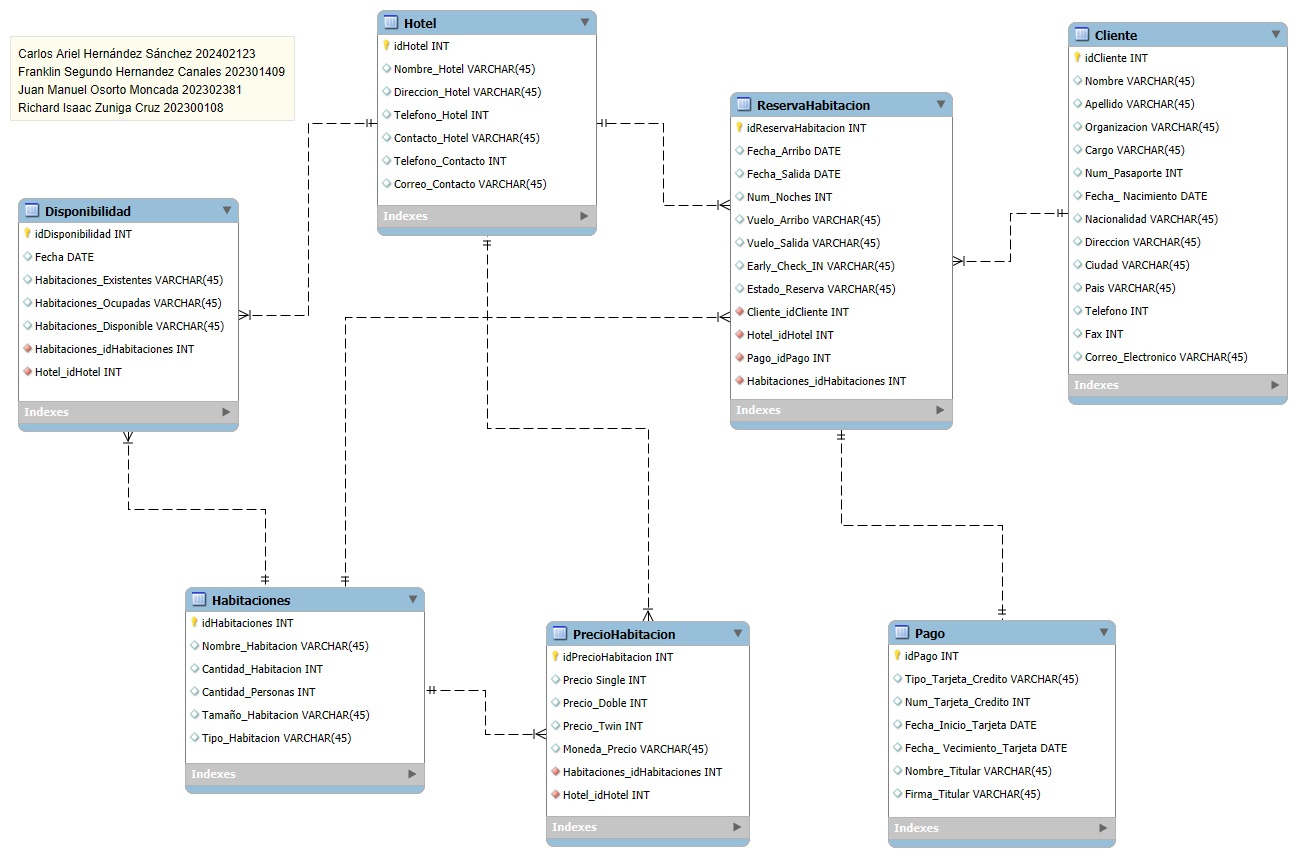 Carlos Ariel Hernández Sánchez 202402123
Franklin Segundo Hernandez Canales 202301409
Juan Manuel Osorto Moncada 202302381
Richard Isaac Zuniga Cruz 202300108
Hotel
idHotel INT
Nombre_Hotel VARCHAR(45)
Direccion_Hotel VARCHAR(45)
Telefono_Hotel INT
Contacto_Hotel VARCHAR(45)
Telefono_Contacto INT
Correo_Contacto VARCHAR(45)
Indexes
Cliente
idCliente INT
Nombre VARCHAR(45)
Apellido VARCHAR(45)
Organizacion VARCHAR(45)
Cargo VARCHAR(45)
Num_Pasaporte INT
Fecha_ Nacimiento DATE
Nacionalidad VARCHAR(45)
Direccion VARCHAR(45)
Ciudad VARCHAR(45)
Pais VARCHAR(45)
Telefono INT
Fax INT
Correo_Electronico VARCHAR(45)
Indexes
ReservaHabitacion
idReservaHabitacion INT
Fecha_Arribo DATE
Fecha_Salida DATE
Num_Noches INT
Vuelo_Arribo VARCHAR(45)
Vuelo_Salida VARCHAR(45)
Early_Check_IN VARCHAR(45)
Estado_Reserva VARCHAR(45)
Cliente_idCliente INT
Hotel_idHotel INT
Pago_idPago INT
Habitaciones_idHabitaciones INT
Indexes
Disponibilidad
idDisponibilidad INT
Fecha DATE
Habitaciones_Existentes VARCHAR(45)
Habitaciones_Ocupadas VARCHAR(45)
Habitaciones_Disponible VARCHAR(45)
Habitaciones_idHabitaciones INT
Hotel_idHotel INT
Indexes
Habitaciones
idHabitaciones INT
Nombre_Habitacion VARCHAR(45)
Cantidad_Habitacion INT
Cantidad_Personas INT
Tamaño_Habitacion VARCHAR(45)
Tipo_Habitacion VARCHAR(45)
Indexes
PrecioHabitacion
idPrecioHabitacion INT
Precio Single INT
Precio_Doble INT
Precio_Twin INT
Moneda_Precio VARCHAR(45)
Habitaciones_idHabitaciones INT
Hotel_idHotel INT
Indexes
Pago
idPago INT
Tipo_Tarjeta_Credito VARCHAR(45)
Num_Tarjeta_Credito INT
Fecha_Inicio_Tarjeta DATE
Fecha_ Vecimiento_Tarjeta DATE
Nombre_Titular VARCHAR(45)
Firma_Titular VARCHAR(45)
Indexes